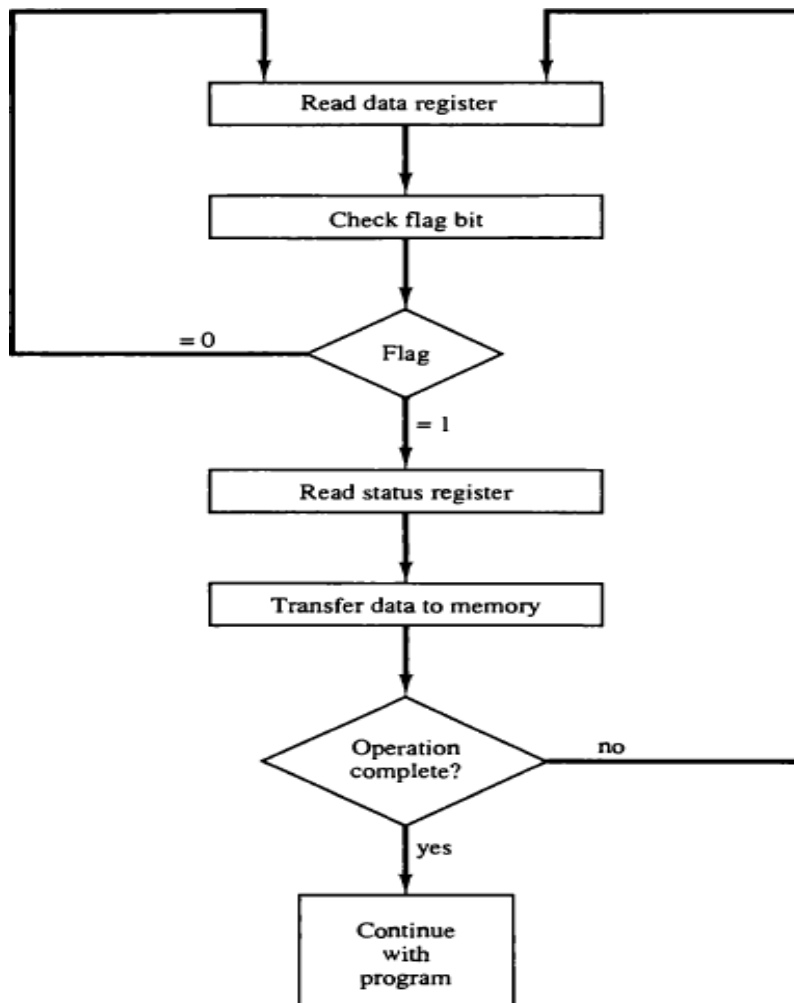 Read data register
Check flag bit
Flag
= 0
= 1
Read status register
Transfer data to memory
Operation
complete?
no
yes
Continue
with
program